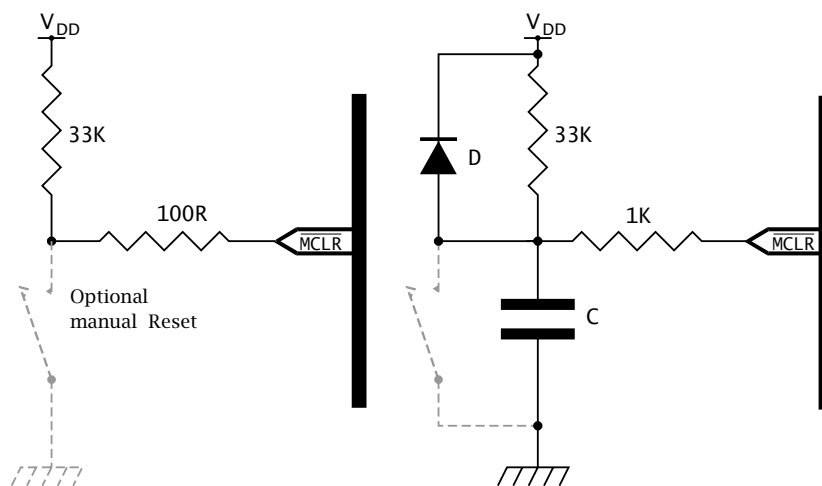 VDD
33K
100R
MCLR
Optional
manual Reset
VDD
D
33K
1K
MCLR
C